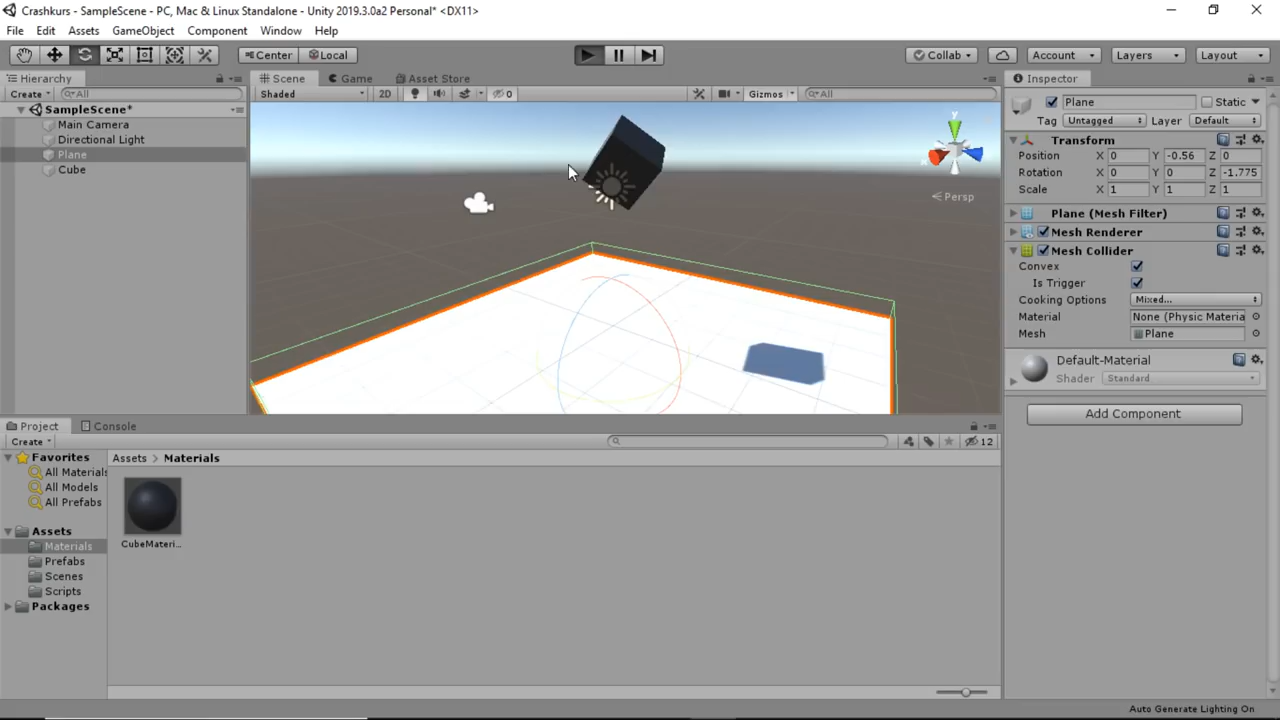 Crashkurs - SampleScene - PC, Mac & Linux Standalone - Unity 2019.3.0a2 Personal* <DX11>
File Edit Assets GameObject Component Window Help
Center Local Collab Account Layers Layout
Hierarchy Scene Game Asset Store Inspector
Create All Shaded 2D 0 Gizmos All
Plane Static
SampleScene*
Main Camera
Directional Light
Plane
Cube
y
Persp
Tag Untagged Layer Default
Transform
Position X 0 Y -0.56 Z 0
Rotation X 0 Y 0 Z -1.775
Scale X 1 Y 1 Z 1
Plane (Mesh Filter)
Mesh Renderer
Mesh Collider
Convex
Is Trigger
Cooking Options Mixed...
Material None (Physic Materia
Mesh Plane
Default-Material
Shader Standard
Add Component
Project Console
Create 12
Favorites
All Materials
All Models
All Prefabs
Assets
Materials
Prefabs
Scenes
Scripts
Packages
Assets > Materials
CubeMateri...
Auto Generate Lighting On